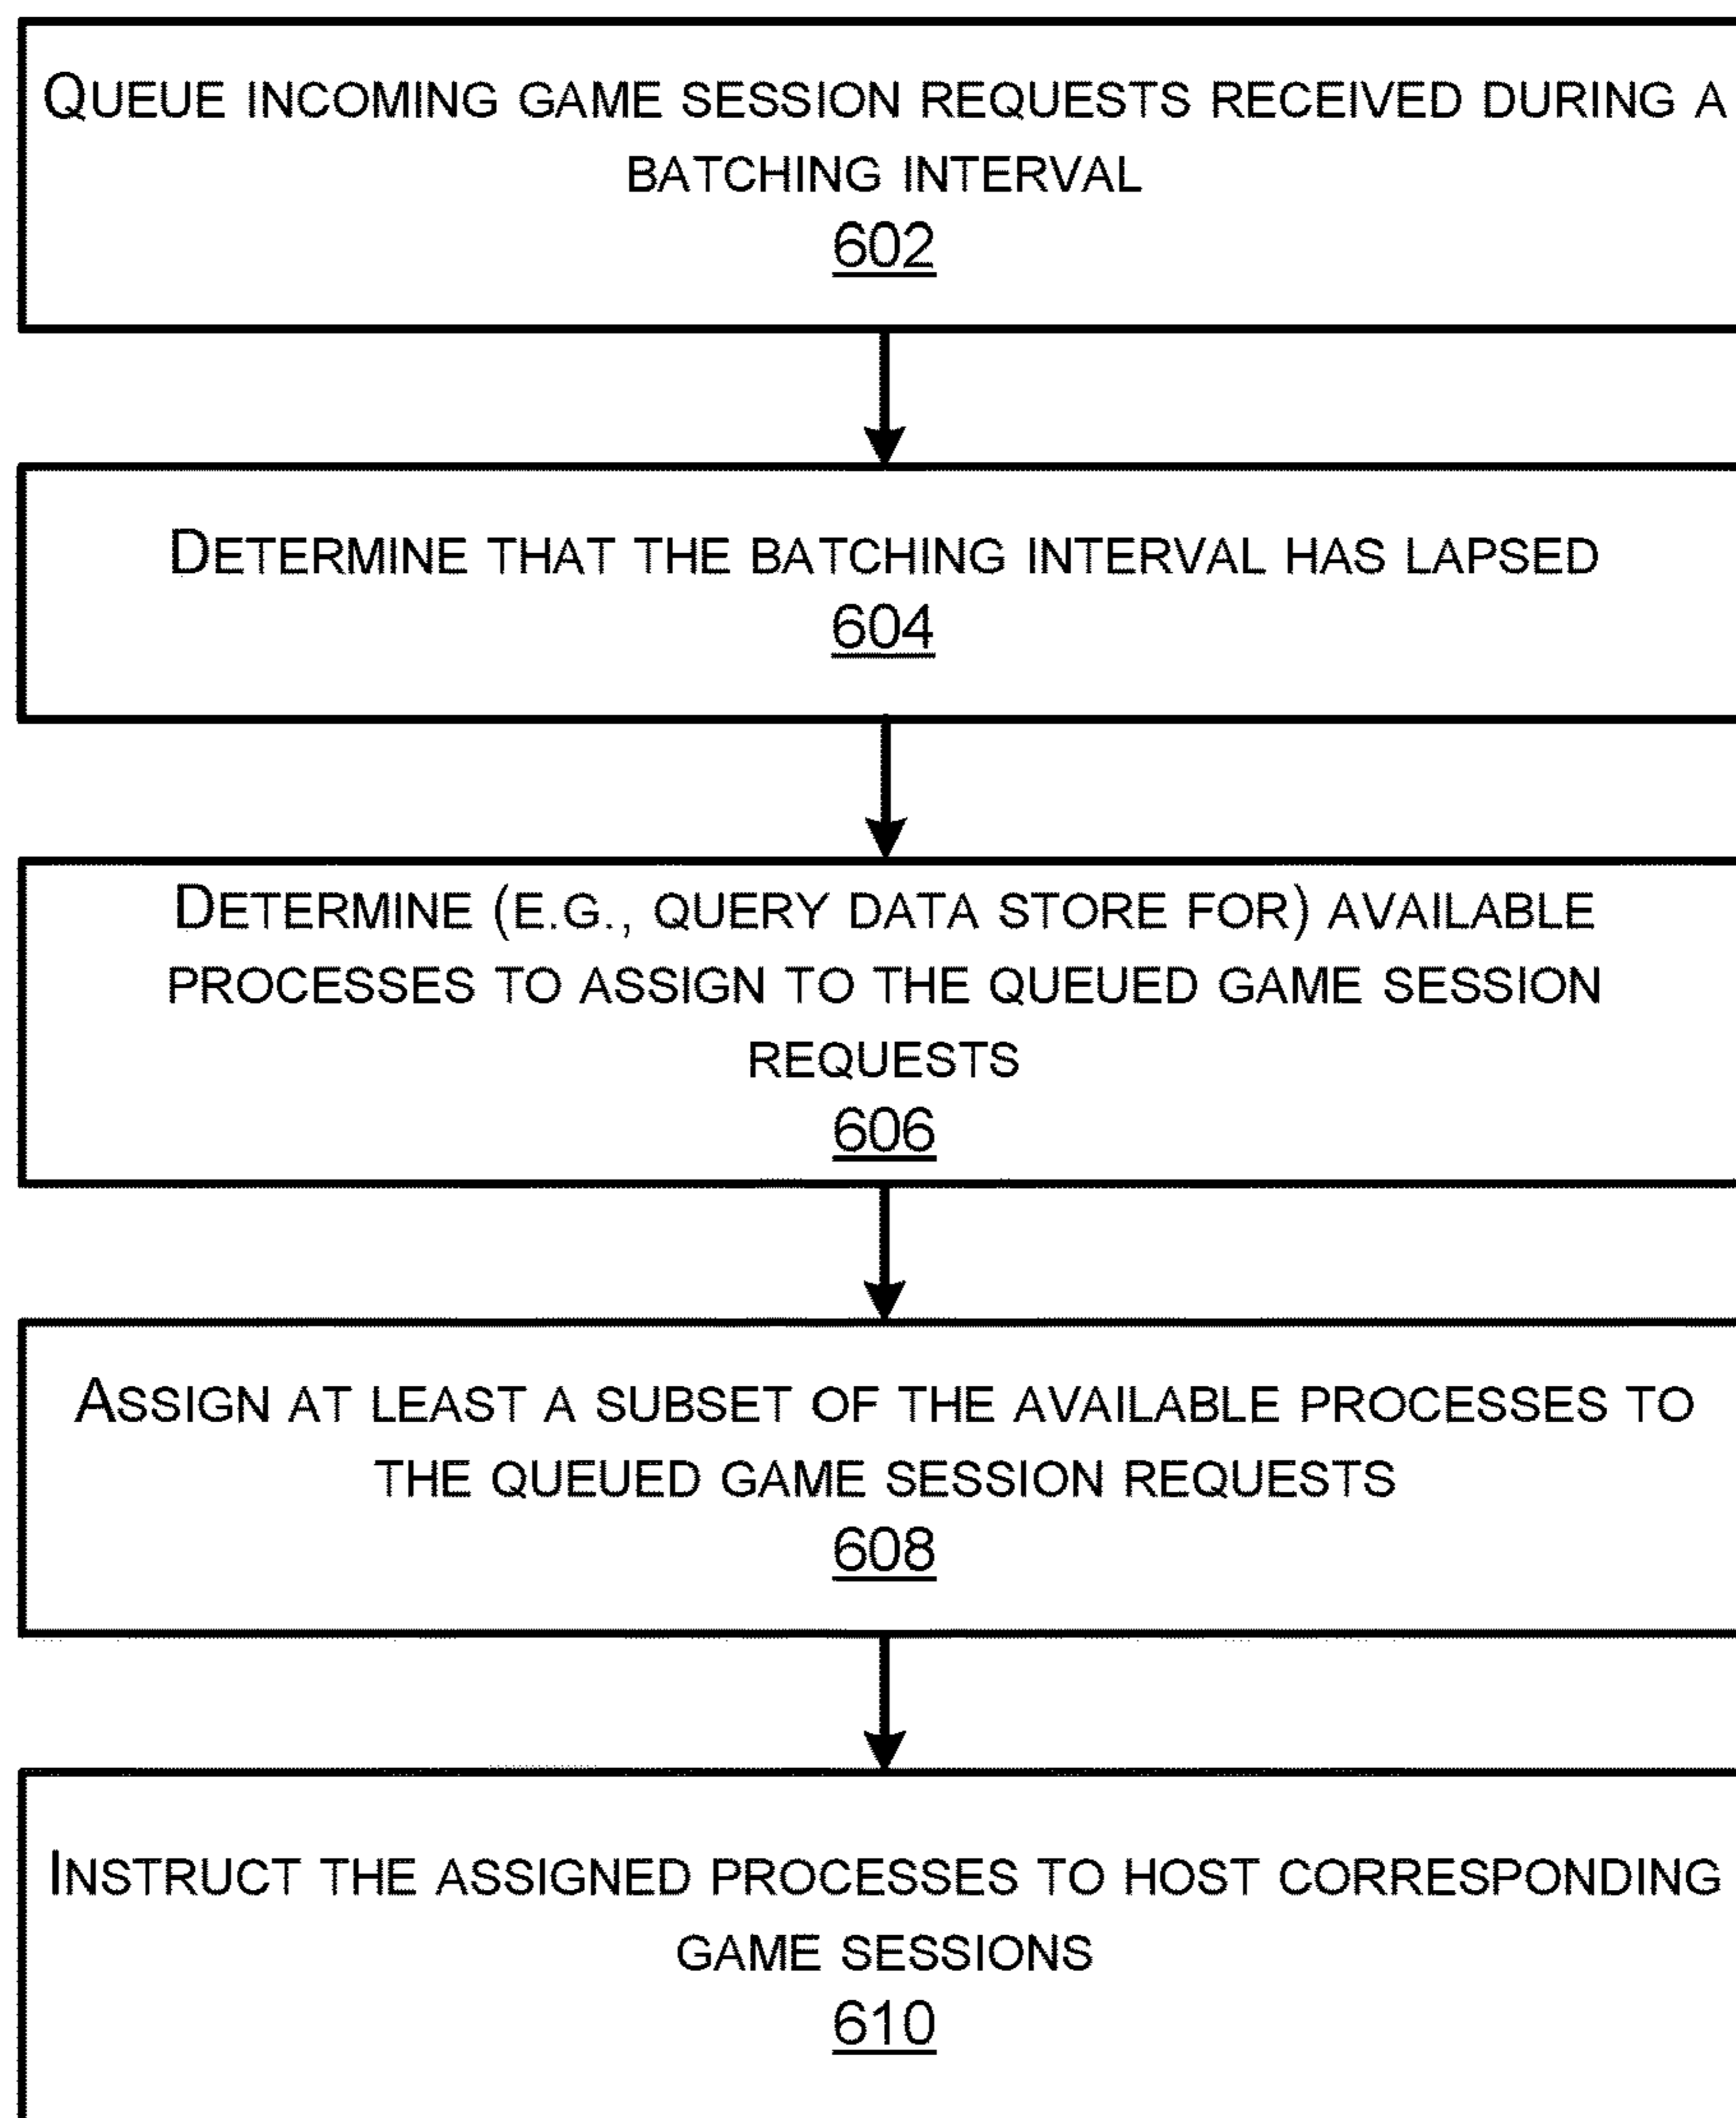 QUEUE INCOMING GAME SESSION REQUESTS RECEIVED DURING A
BATCHING INTERVAL
602
DETERMINE THAT THE BATCHING INTERVAL HAS LAPSED
604
DETERMINE (E.G., QUERY DATA STORE FOR) AVAILABLE
PROCESSES TO ASSIGN TO THE QUEUED GAME SESSION
REQUESTS
606
ASSIGN AT LEAST A SUBSET OF THE AVAILABLE PROCESSES TO
THE QUEUED GAME SESSION REQUESTS
608
INSTRUCT THE ASSIGNED PROCESSES TO HOST CORRESPONDING
GAME SESSIONS
610